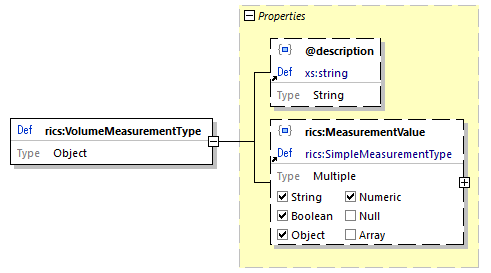 Properties
@description
Def xs:string
Type String
Def rics:VolumeMeasurementType
Type Object
rics:MeasurementValue
Def rics:SimpleMeasurementType
Type Multiple
String Numeric
Boolean Null
Object Array